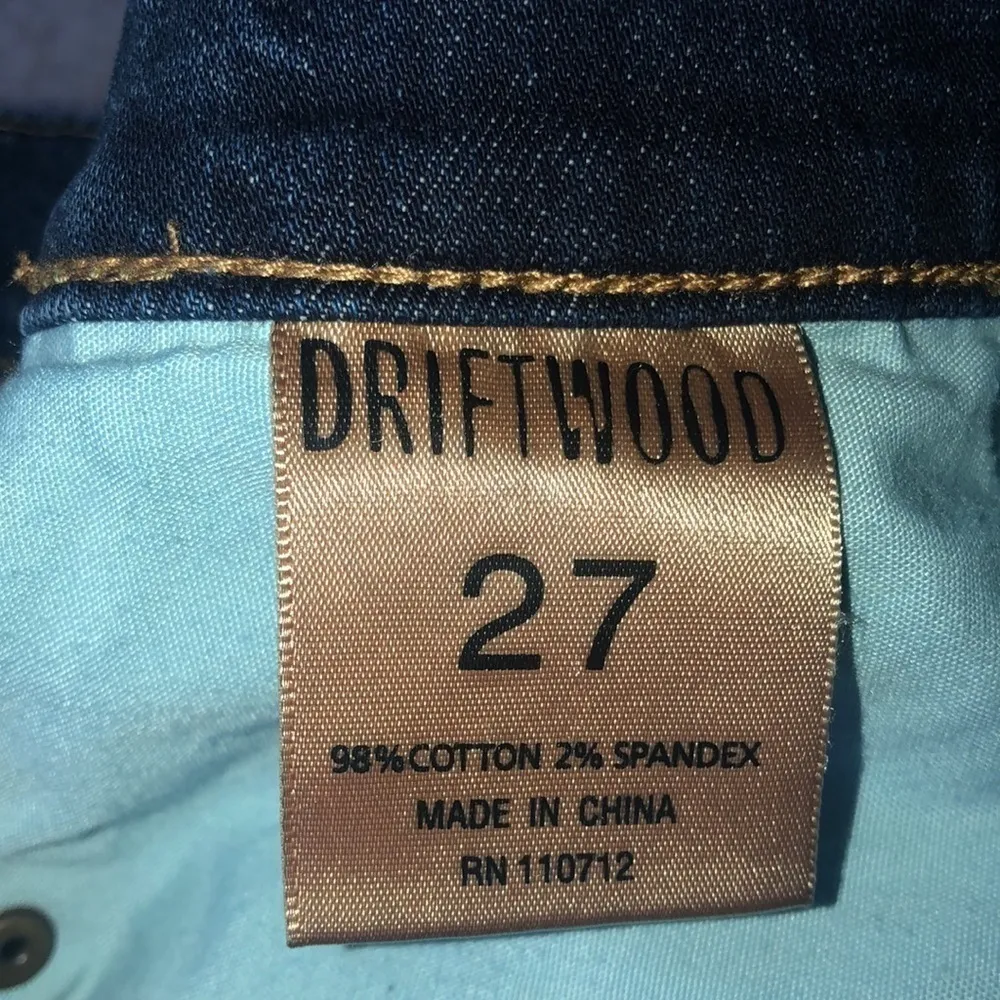 DRIFTWOOD
27
98% COTTON 2% SPANDEX
MADE IN CHINA
RN 110712